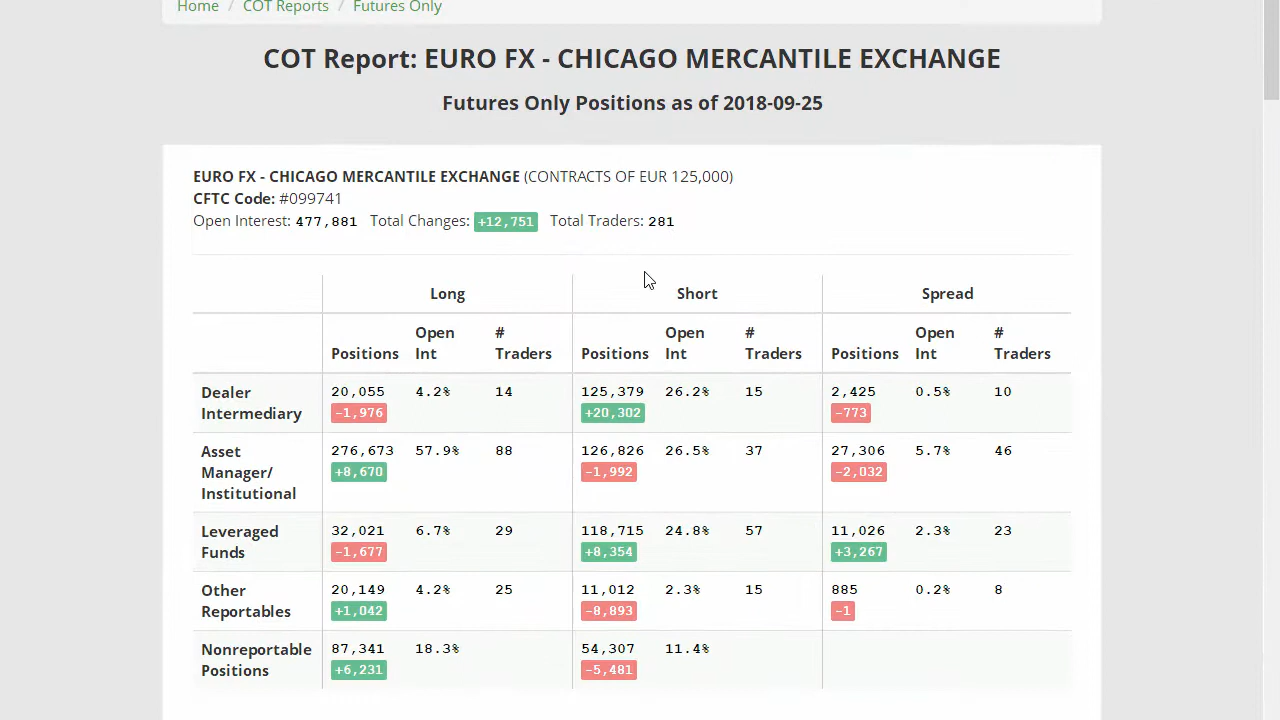 Home / COT Reports / Futures Only
COT Report: EURO FX - CHICAGO MERCANTILE EXCHANGE
Futures Only Positions as of 2018-09-25
EURO FX - CHICAGO MERCANTILE EXCHANGE (CONTRACTS OF EUR 125,000)
CFTC Code: #099741
Open Interest: 477,881 Total Changes: +12,751 Total Traders: 281
Long Short Spread
Positions Open Int # Traders Positions Open Int # Traders Positions Open Int # Traders
Dealer Intermediary 20,055 4.2% 14 125,379 26.2% 15 2,425 0.5% 10
-1,976 +20,302 -773
Asset Manager/ Institutional 276,673 57.9% 88 126,826 26.5% 37 27,306 5.7% 46
+8,670 -1,992 -2,032
Leveraged Funds 32,021 6.7% 29 118,715 24.8% 57 11,026 2.3% 23
-1,677 +8,354 +3,267
Other Reportables 20,149 4.2% 25 11,012 2.3% 15 885 0.2% 8
+1,042 -8,893 -1
Nonreportable Positions 87,341 18.3% 54,307 11.4%
+6,231 -5,481